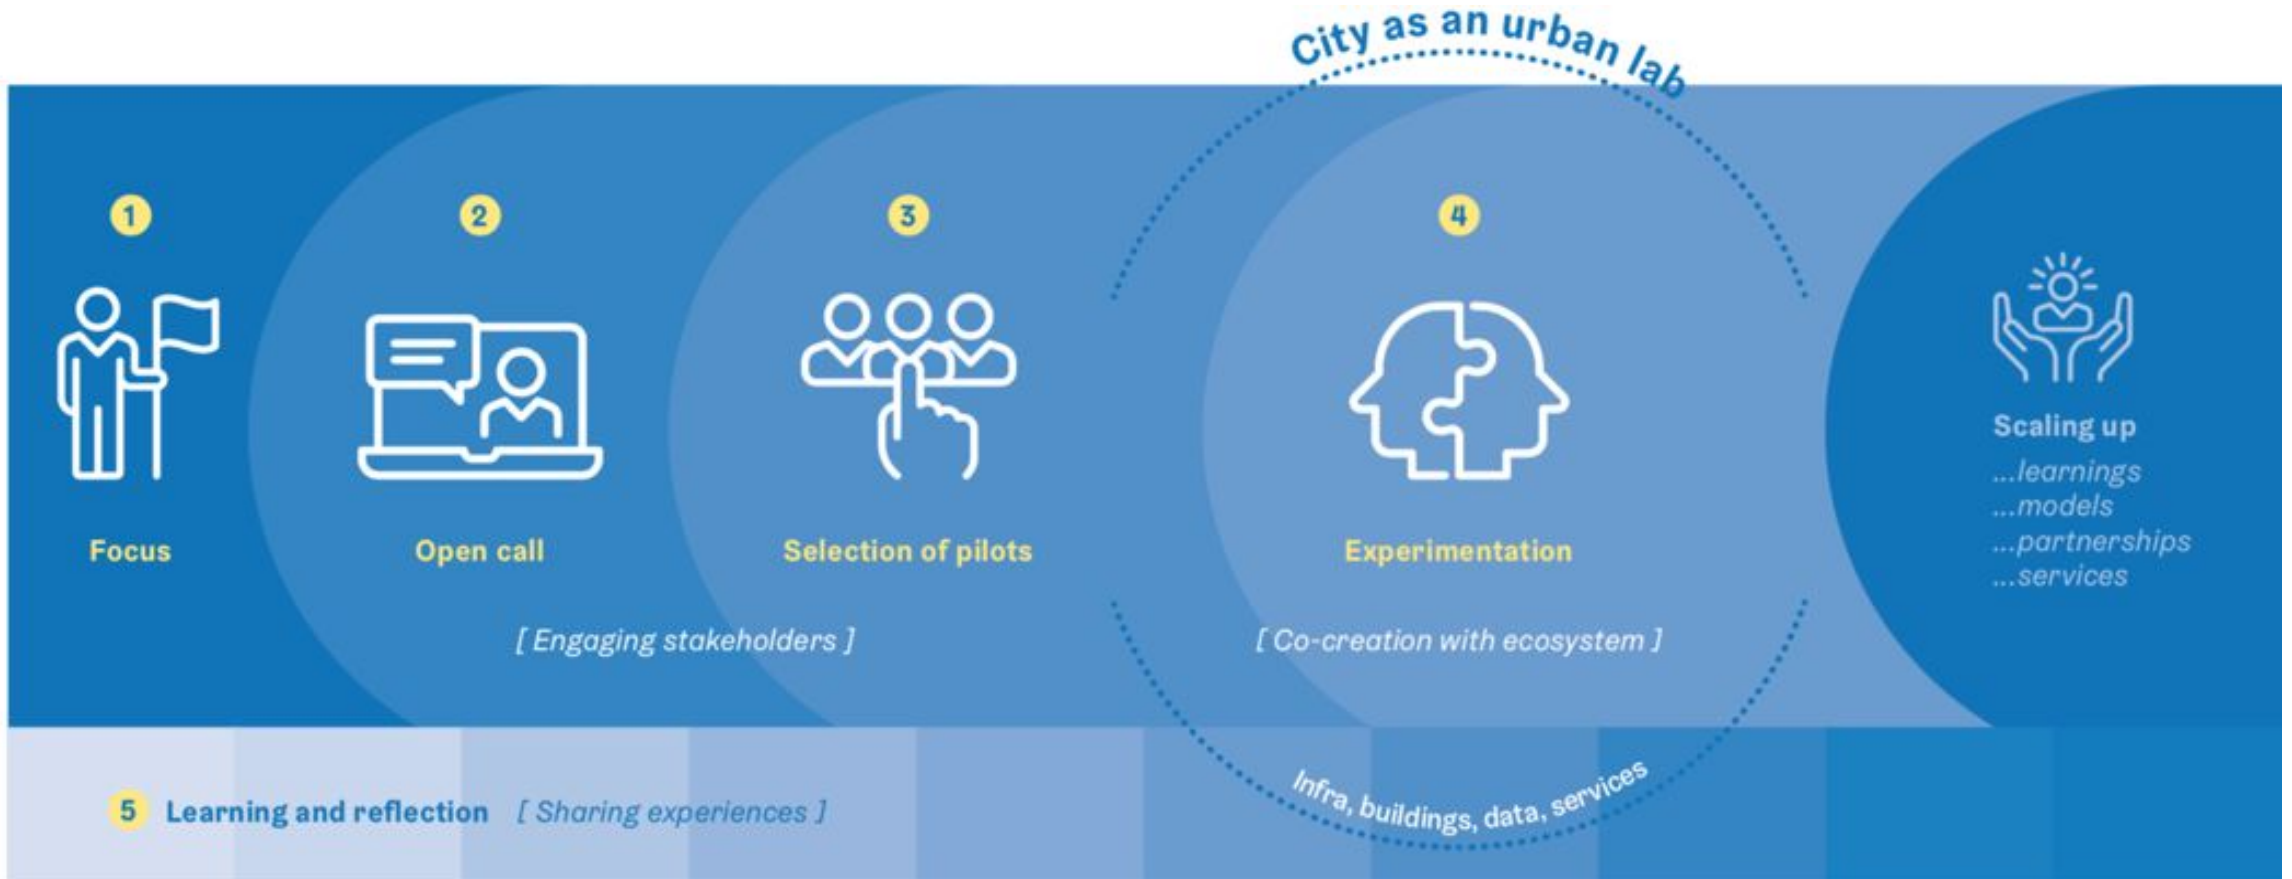 City as an urban lab
1
2
3
4
Focus
Open call
Selection of pilots
Experimentation
[ Engaging stakeholders ]
[ Co-creation with ecosystem ]
Scaling up
...learnings
...models
...partnerships
...services
Infra, buildings, data, services
5 Learning and reflection [ Sharing experiences ]